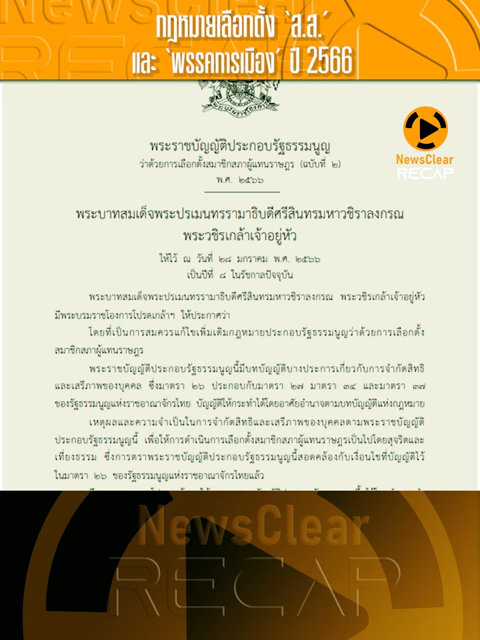 กฎหมายเลือกตั้ง 'ส.ส.'
และ 'พรรคการเมือง' ปี 2566
NewsClear
RECAP
พระราชบัญญัติประกอบรัฐธรรมนูญ
ว่าด้วยการเลือกตั้งสมาชิกสภาผู้แทนราษฎร (ฉบับที่ ๒)
พ.ศ. ๒๕๖๖
พระบาทสมเด็จพระปรเมนทรรามาธิบดีศรีสินทรมหาวชิราลงกรณ
พระวชิรเกล้าเจ้าอยู่หัว
ให้ไว้ ณ วันที่ ๒๘ มกราคม พ.ศ. ๒๕๖๖
เป็นปีที่ ๘ ในรัชกาลปัจจุบัน
พระบาทสมเด็จพระปรเมนทรรามาธิบดีศรีสินทรมหาวชิราลงกรณ พระวชิรเกล้าเจ้าอยู่หัว
มีพระบรมราชโองการโปรดเกล้าฯ ให้ประกาศว่า
โดยที่เป็นการสมควรแก้ไขเพิ่มเติมกฎหมายประกอบรัฐธรรมนูญว่าด้วยการเลือกตั้ง
สมาชิกสภาผู้แทนราษฎร
พระราชบัญญัติประกอบรัฐธรรมนูญนี้มีบทบัญญัติบางประการเกี่ยวกับการจำกัดสิทธิ
และเสรีภาพของบุคคล ซึ่งมาตรา ๒๖ ประกอบกับมาตรา ๒๗ มาตรา ๓๔ และมาตรา ๓๗
ของรัฐธรรมนูญแห่งราชอาณาจักรไทย บัญญัติให้กระทำได้โดยอาศัยอำนาจตามบทบัญญัติแห่งกฎหมาย
เหตุผลและความจำเป็นในการจำกัดสิทธิและเสรีภาพของบุคคลตามพระราชบัญญัติ
ประกอบรัฐธรรมนูญนี้ เพื่อให้การดำเนินการเลือกตั้งสมาชิกสภาผู้แทนราษฎรเป็นไปโดยสุจริตและ
เที่ยงธรรม ซึ่งการตราพระราชบัญญัติประกอบรัฐธรรมนูญนี้สอดคล้องกับเงื่อนไขที่บัญญัติไว้
ในมาตรา ๒๖ ของรัฐธรรมนูญแห่งราชอาณาจักรไทยแล้ว
NewsClear
RECAP